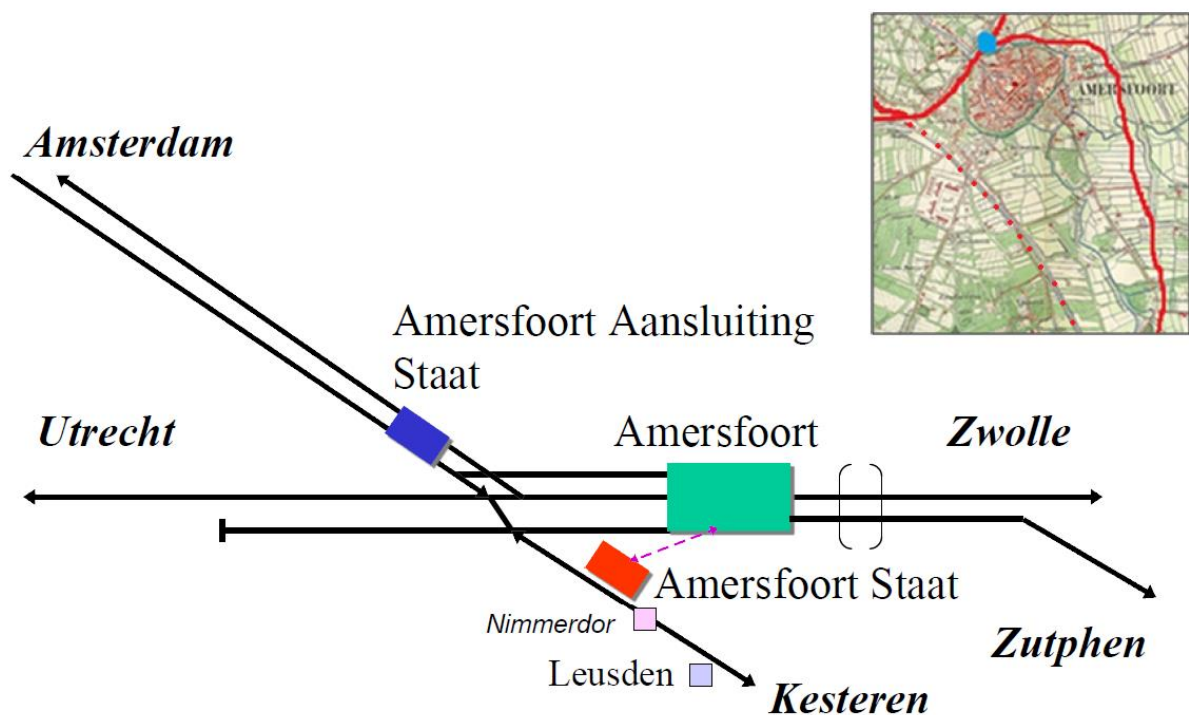 AMERSFOORT
Amsterdam
Amersfoort Aansluiting
Staat
Utrecht
Amersfoort
Zwolle
Amersfoort Staat
Nimmerdor
Zutphen
Leusden
Kesteren